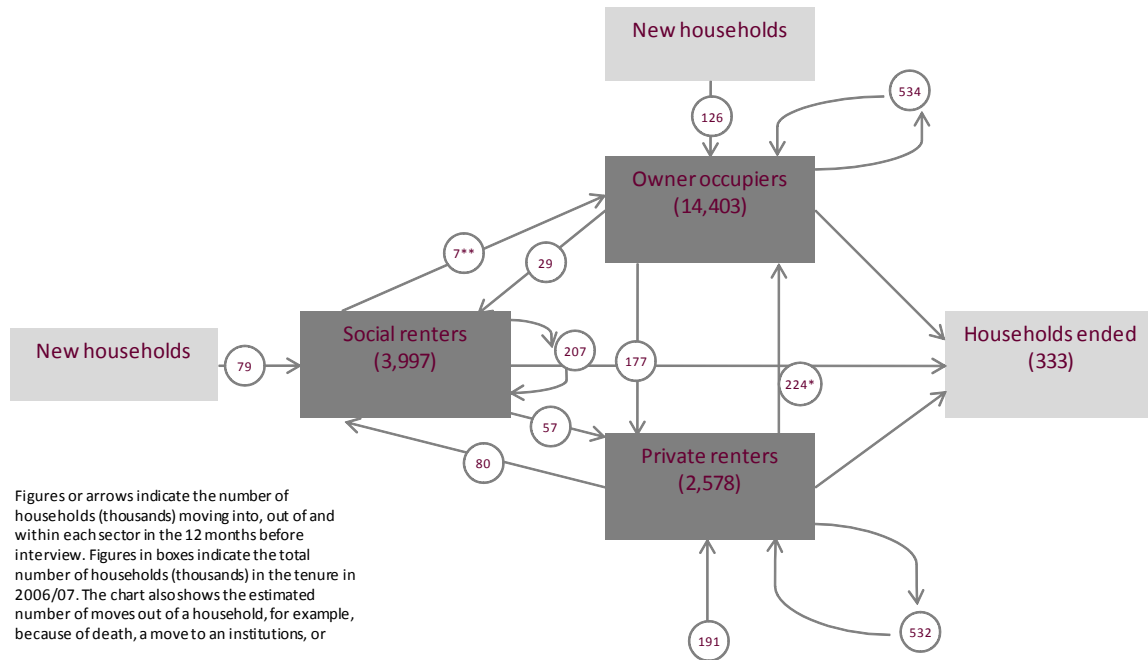 New households
126
534
Owner occupiers
(14,403)
7**
29
New households
79
Social renters
(3,997)
207
177
224*
Households ended
(333)
57
80
Private renters
(2,578)
191
532
Figures or arrows indicate the number of
households (thousands) moving into, out of and
within each sector in the 12 months before
interview. Figures in boxes indicate the total
number of households (thousands) in the tenure in
2006/07. The chart also shows the estimated
number of moves out of a household, for example,
because of death, a move to an institutions, or